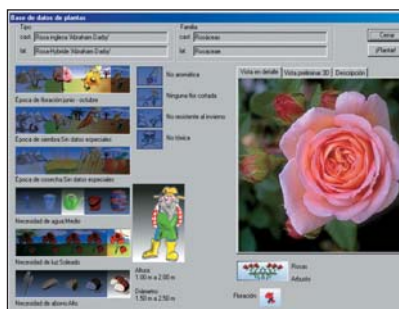 Base de datos de plantas
Tipo
cast. Rosa inglesa 'Abraham Darby'
lat. Rosa-Hybride 'Abraham Darby'
Familia
cast. Rosáceas
lat. Rosaceae
Cerrar
¡Plantar!
Época de floración: junio - octubre
Época de siembra: Sin datos especiales
Época de cosecha: Sin datos especiales
Necesidad de agua: Medio
Necesidad de luz: Soleado
Necesidad de abono: Alto
No aromática
Ninguna flor cortada
No resistente al invierno
No tóxica
Altura
1.00 m a 2.00 m
Diámetro
1.50 m a 2.50 m
Vista en detalle
Vista preliminar 3D
Descripción
Rosas
Arbusto
Floración: